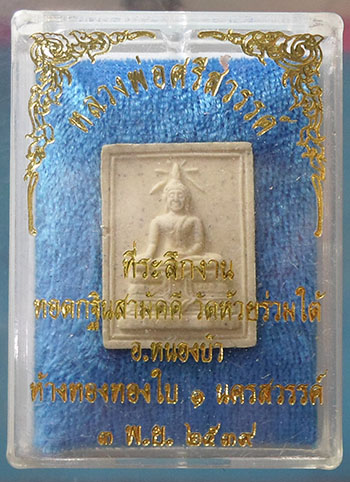 หลวงพ่อศรีสวรรค์
ที่ระลึกงาน
ทอดกฐินสามัคคี วัดห้วยร่วมใต้
อ.หนองบัว
ห้างทองทองใบ ๑ นครสวรรค์
๓ พ.ย. ๒๕๓๙